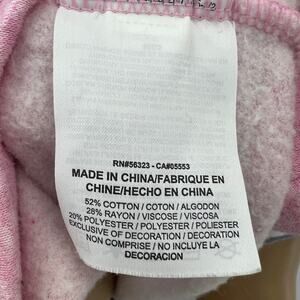 RN#56323 - CA#05553
MADE IN CHINA/FABRIQUE EN
CHINE/HECHO EN CHINA
52% COTTON / COTON / ALGODON
28% RAYON / VISCOSE / VISCOSA
20% POLYESTER / POLYESTER / POLIESTER
EXCLUSIVE OF DECORATION / DECORATION
NON COMPRISE / NO INCLUYE LA
DECORACION